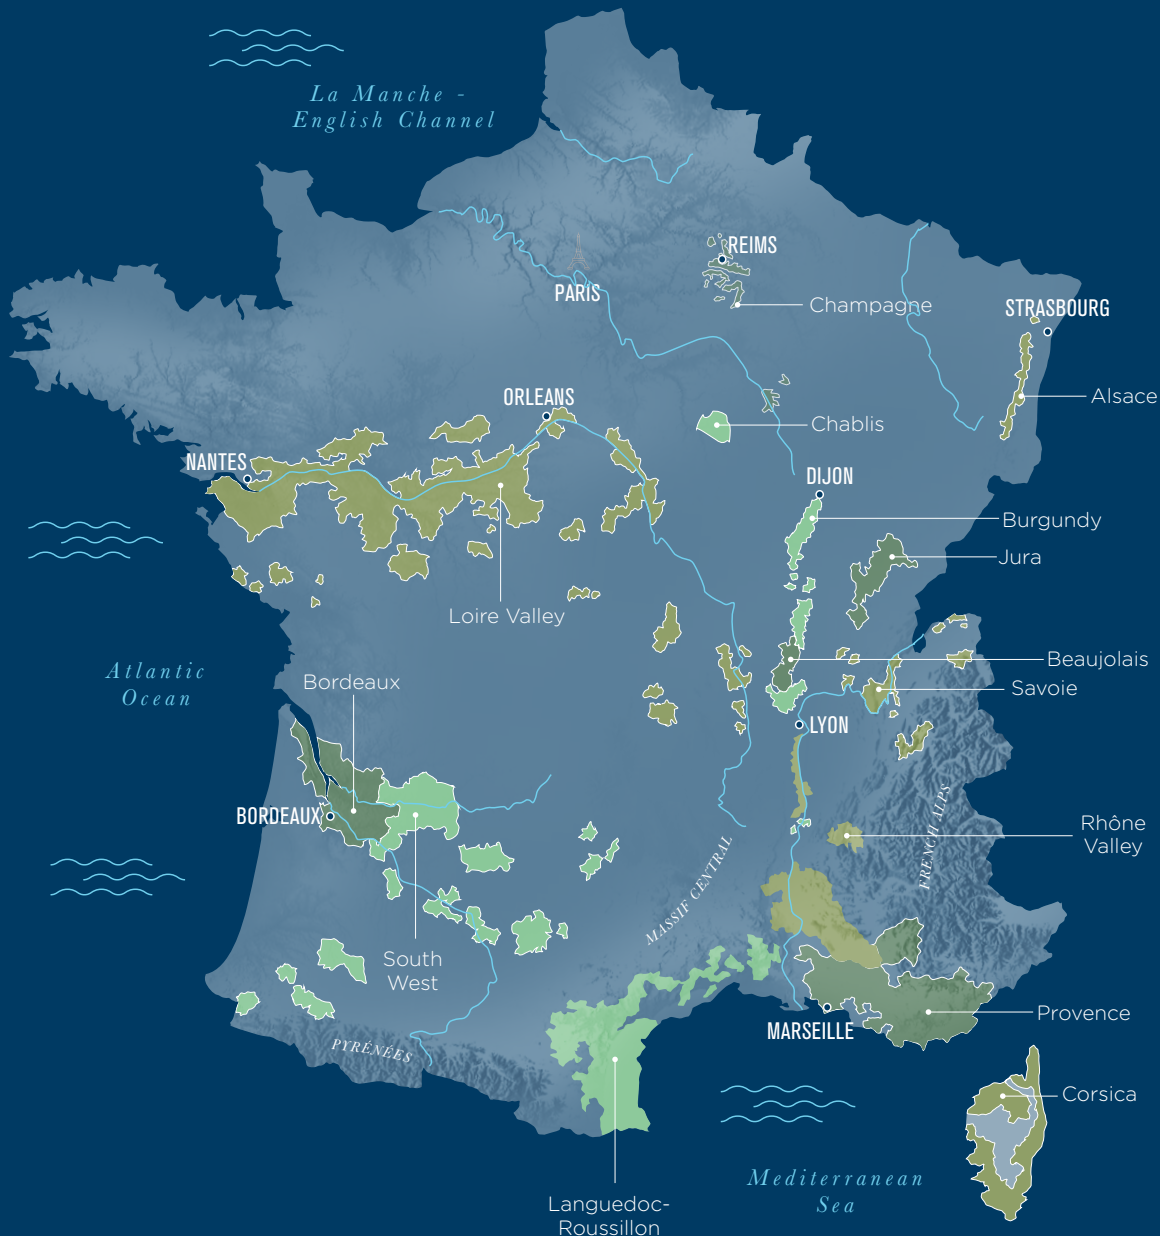 La Manche -
English Channel
REIMS
PARIS
Champagne
STRASBOURG
ORLEANS
Alsace
Chablis
NANTES
DIJON
Burgundy
Jura
Loire Valley
Atlantic
Ocean
Beaujolais
Bordeaux
Savoie
LYON
BORDEAUX
Rhône
Valley
FRENCH ALPS
MASSIF CENTRAL
South
West
Provence
MARSEILLE
PYRÉNÉES
Corsica
Mediterranean
Sea
Languedoc-
Roussillon